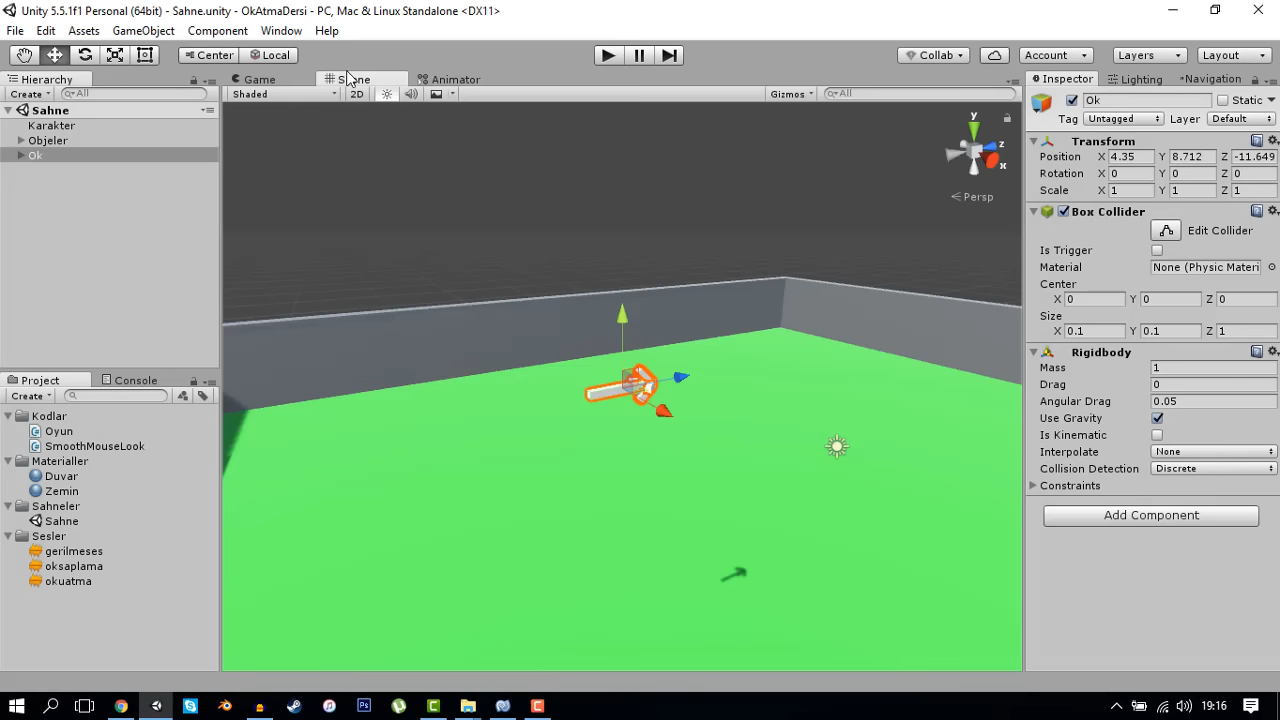 Unity 5.5.1f1 Personal (64bit) - Sahne.unity - OkAtmaDersi - PC, Mac & Linux Standalone <DX11>
File Edit Assets GameObject Component Window Help
Center Local Collab Account Layers Layout
Hierarchy Game Scene Animator Inspector Lighting Navigation
Create All Shaded 2D Gizmos All Ok Static
Sahne
Karakter
Objeler
Ok
Tag Untagged Layer Default
Transform
Position X 4.35 Y 8.712 Z -11.649
Rotation X 0 Y 0 Z 0
Scale X 1 Y 1 Z 1
y
z
x
Persp
Box Collider
Edit Collider
Is Trigger
Material None (Physic Materi
Center
X 0 Y 0 Z 0
Size
X 0.1 Y 0.1 Z 1
Rigidbody
Mass 1
Drag 0
Angular Drag 0.05
Use Gravity
Is Kinematic
Interpolate None
Collision Detection Discrete
Constraints
Add Component
Project Console
Create
Kodlar
Oyun
SmoothMouseLook
Materialler
Duvar
Zemin
Sahneler
Sahne
Sesler
gerilmeses
oksaplama
okuatma
19:16